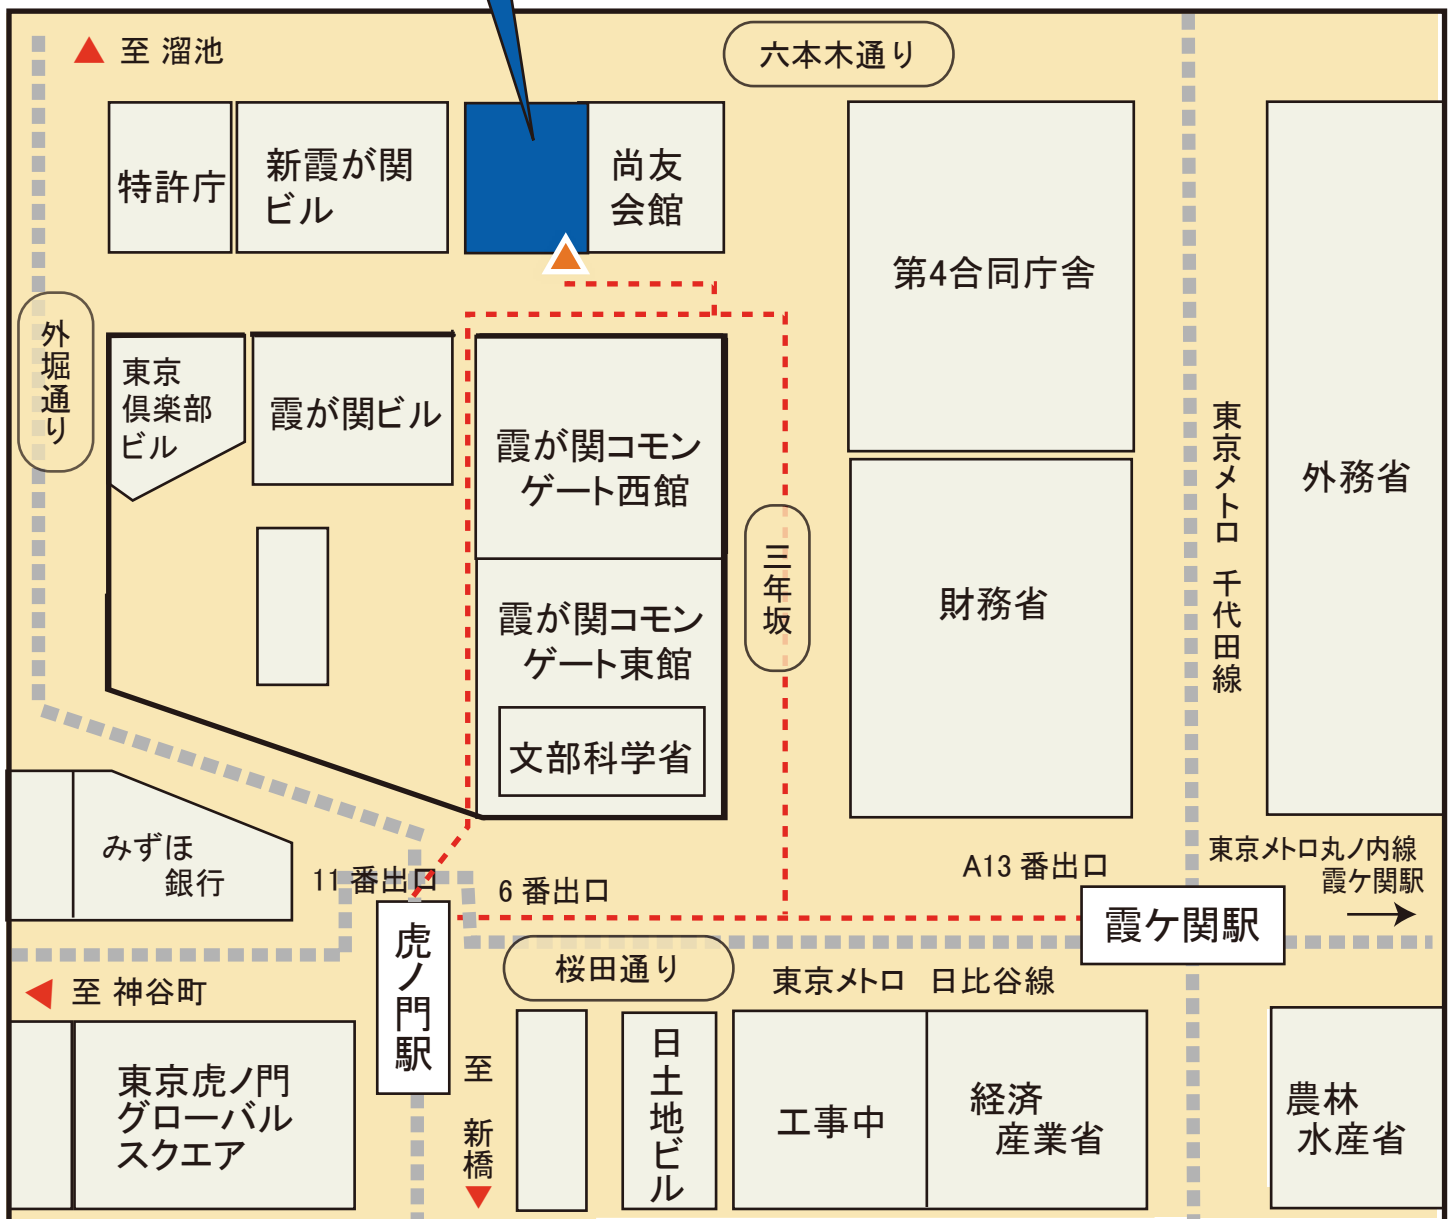 至 溜池
六本木通り
特許庁
新霞が関
ビル
尚友
会館
第4合同庁舎
外堀通り
東京
倶楽部
ビル
霞が関ビル
霞が関コモン
ゲート西館
東京メトロ 千代田線
外務省
三年坂
財務省
霞が関コモン
ゲート東館
文部科学省
みずほ
銀行
11 番出口
6 番出口
A13 番出口
東京メトロ丸ノ内線
霞ケ関駅
虎ノ門駅
霞ケ関駅
桜田通り
東京メトロ 日比谷線
至 神谷町
東京虎ノ門
グローバル
スクエア
至 新橋
日土地ビル
工事中
経済
産業省
農林
水産省